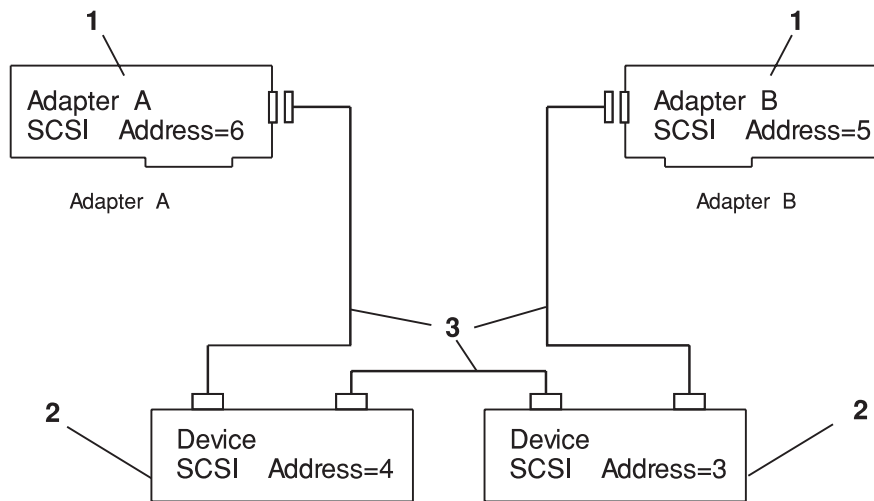 1
1
Adapter A
SCSI Address=6
Adapter B
SCSI Address=5
Adapter A
Adapter B
3
2
2
Device
SCSI Address=4
Device
SCSI Address=3